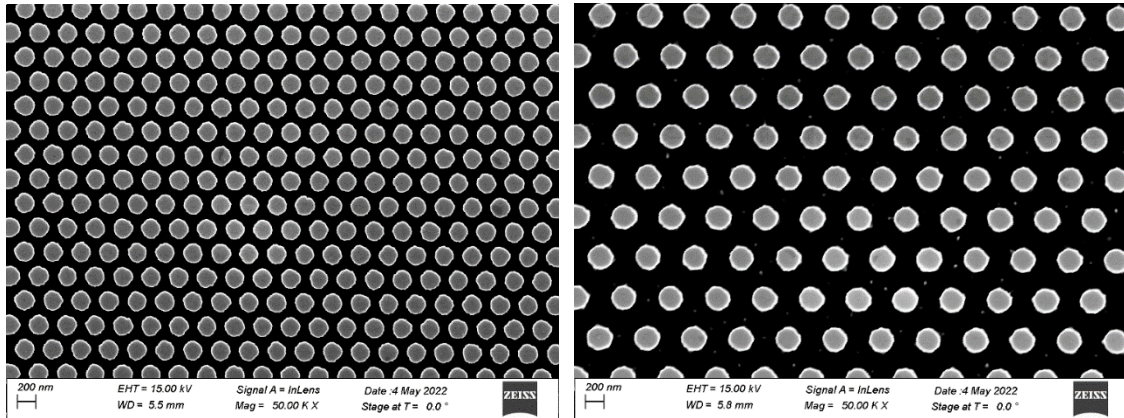 200 nm
EHT = 15.00 kV
Signal A = InLens
Date :4 May 2022
WD = 5.5 mm
Mag = 50.00 K X
Stage at T = 0.0 °
ZEISS
200 nm
EHT = 15.00 kV
Signal A = InLens
Date :4 May 2022
WD = 5.8 mm
Mag = 50.00 K X
Stage at T = 0.0 °
ZEISS